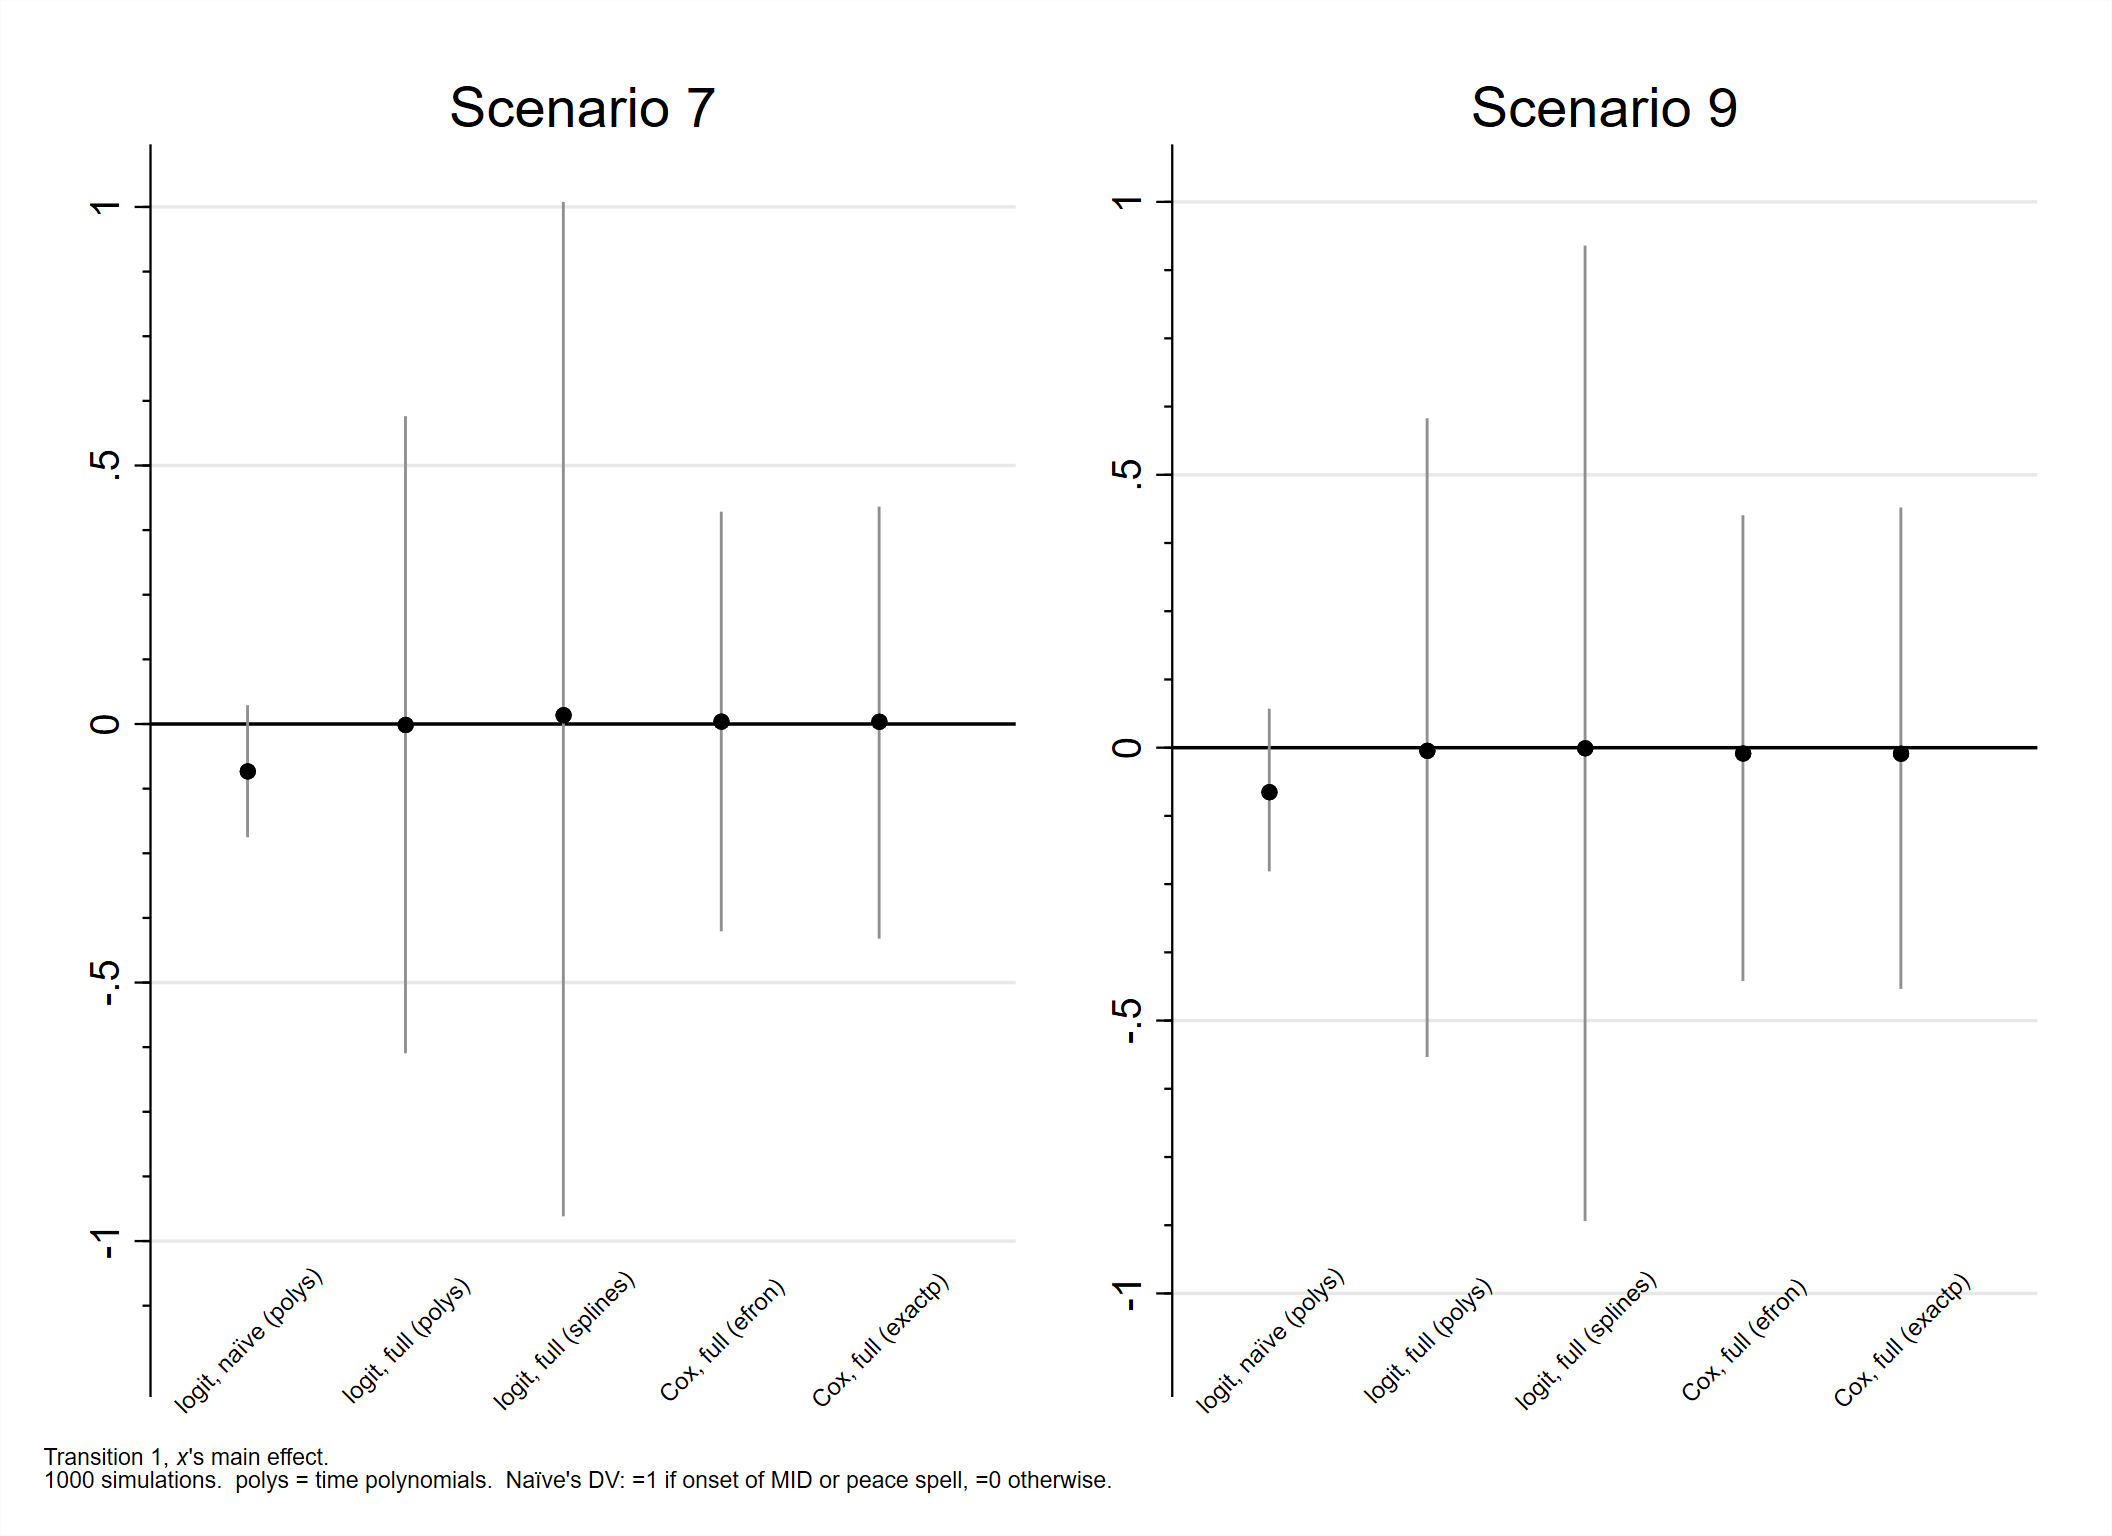 Scenario 7
1
.5
0
-.5
-1
logit, naïve (polys)
logit, full (polys)
logit, full (splines)
Cox, full (efron)
Cox, full (exactp)
Scenario 9
1
.5
0
-.5
-1
logit, naïve (polys)
logit, full (polys)
logit, full (splines)
Cox, full (efron)
Cox, full (exactp)
Transition 1, x's main effect.
1000 simulations.  polys = time polynomials.  Naïve's DV: =1 if onset of MID or peace spell, =0 otherwise.